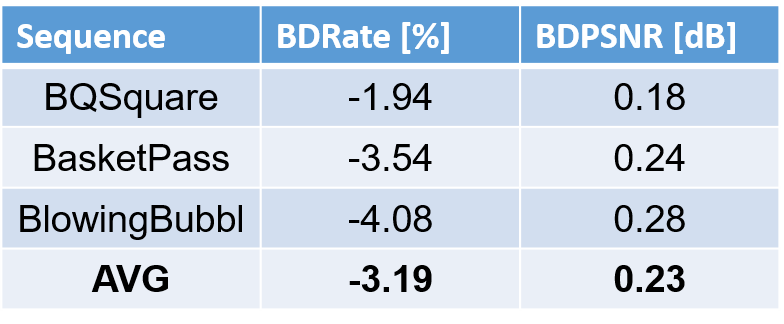 Sequence BDRate [%] BDPSNR [dB]
BQSquare -1.94 0.18
BasketPass -3.54 0.24
BlowingBubbl -4.08 0.28
AVG -3.19 0.23